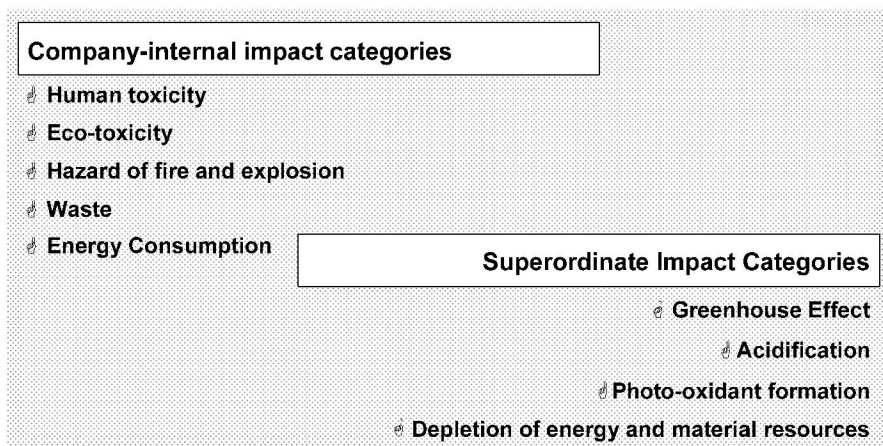 Company-internal impact categories
Human toxicity
Eco-toxicity
Hazard of fire and explosion
Waste
Energy Consumption
Superordinate Impact Categories
Greenhouse Effect
Acidification
Photo-oxidant formation
Depletion of energy and material resources